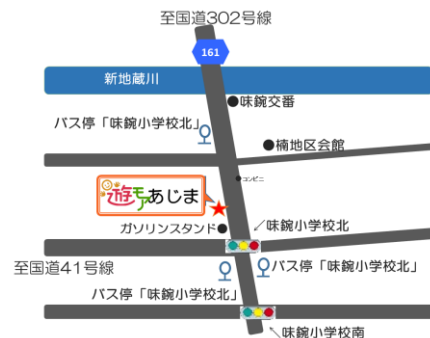 至国道302号線
161
新地蔵川
味鋺交番
バス停「味鋺小学校北」
楠地区会館
コンビニ
遊モアあじま
ガソリンスタンド
味鋺小学校北
至国道41号線
バス停「味鋺小学校北」
バス停「味鋺小学校北」
味鋺小学校南